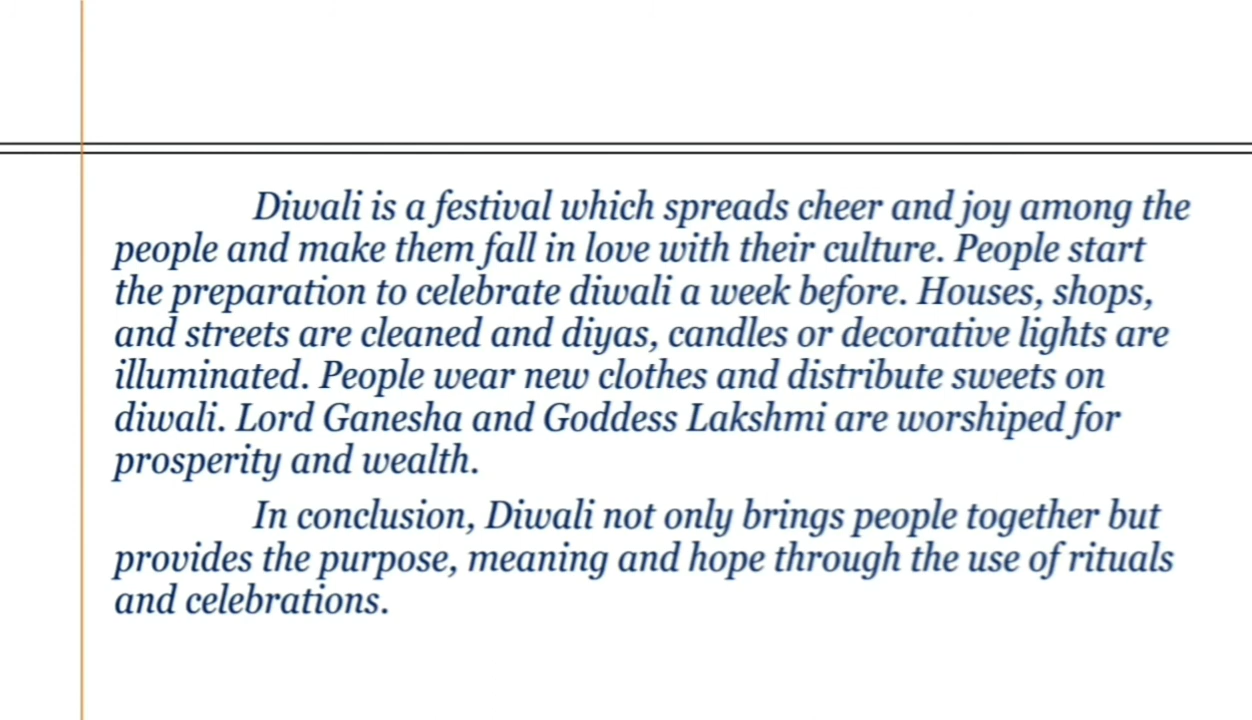 Diwali is a festival which spreads cheer and joy among the
people and make them fall in love with their culture. People start
the preparation to celebrate diwali a week before. Houses, shops,
and streets are cleaned and diyas, candles or decorative lights are
illuminated. People wear new clothes and distribute sweets on
diwali. Lord Ganesha and Goddess Lakshmi are worshiped for
prosperity and wealth.
In conclusion, Diwali not only brings people together but
provides the purpose, meaning and hope through the use of rituals
and celebrations.